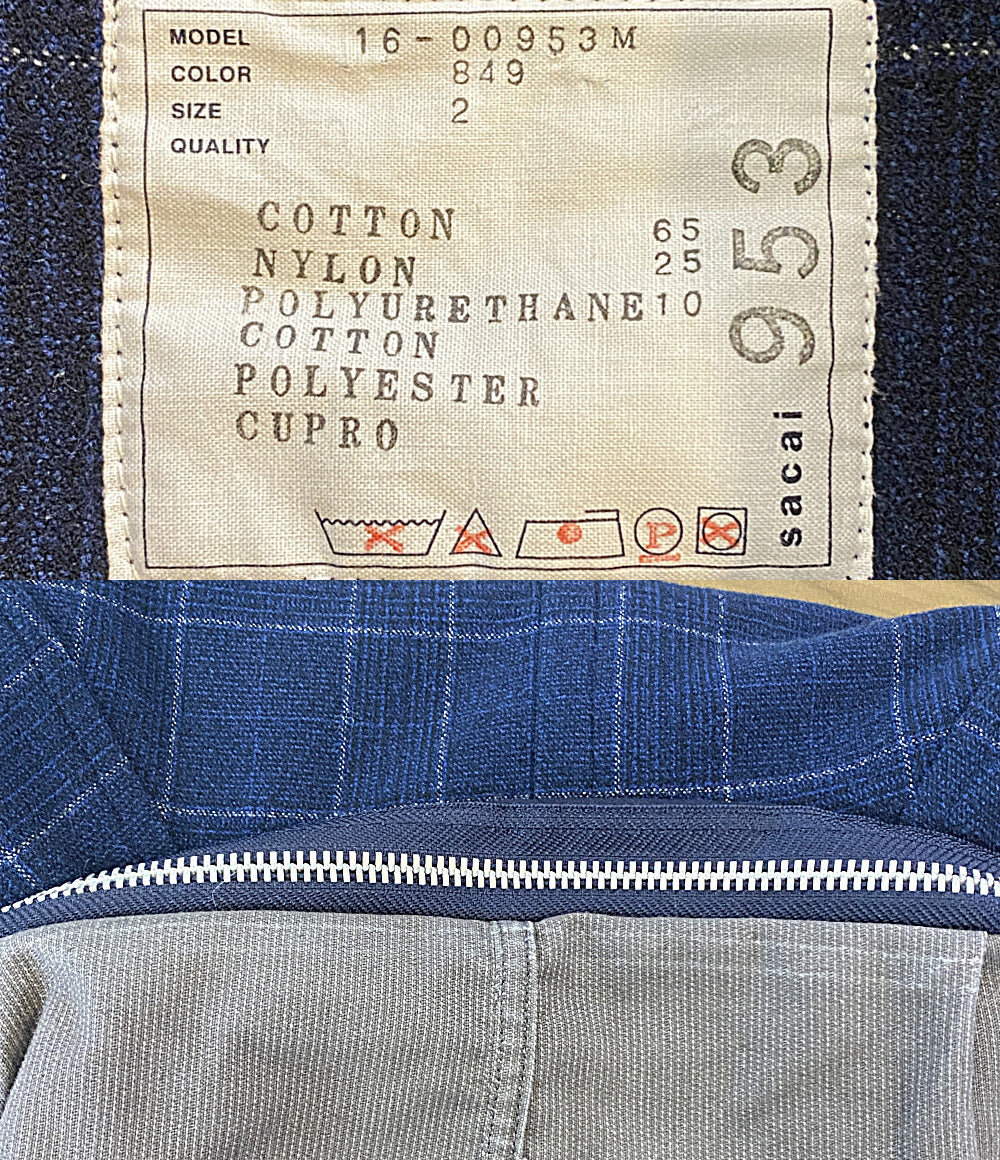 MODEL 16-00953M
COLOR 849
SIZE 2
QUALITY
COTTON 65
NYLON 25
POLYURETHANE 10
COTTON
POLYESTER
CUPRO
953
sacai
P